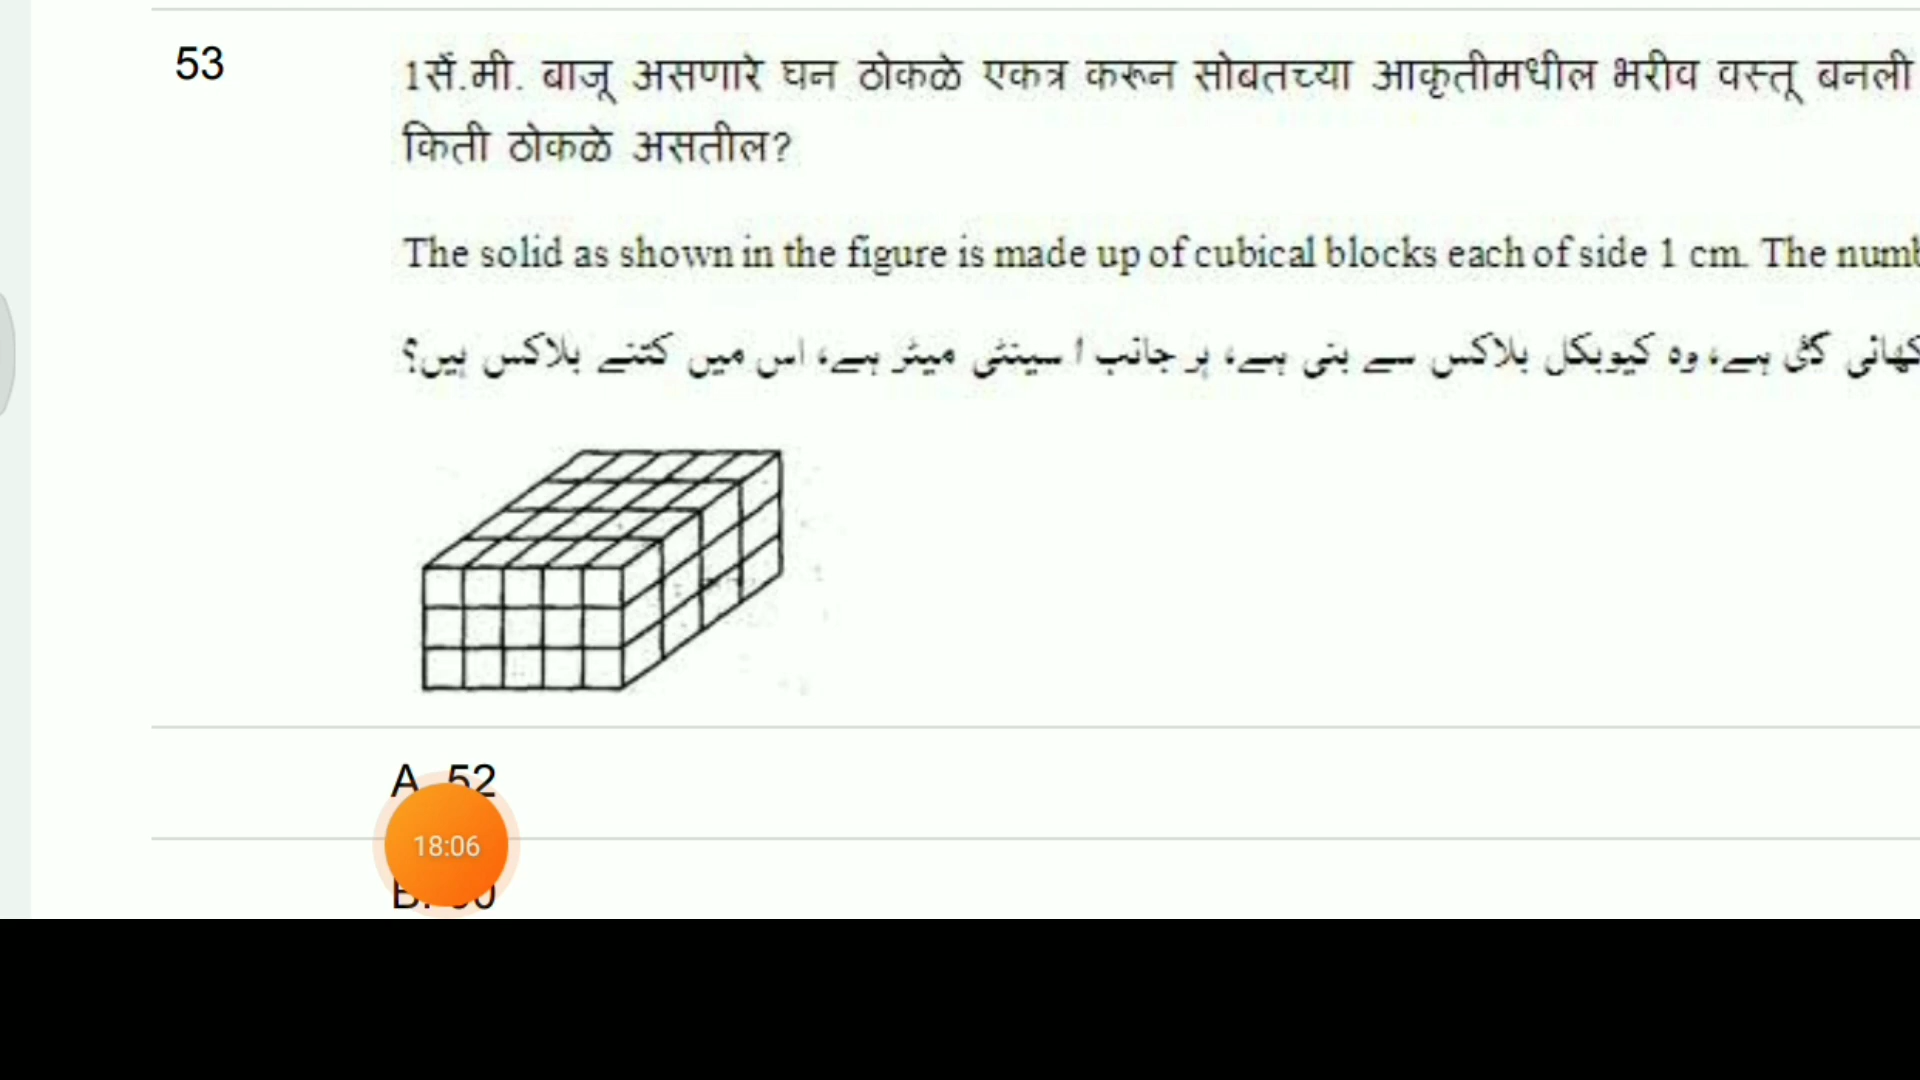 53
1सें.मी. बाजू असणारे घन ठोकळे एकत्र करून सोबतच्या आकृतीमधील भरीव वस्तू बनली
किती ठोकळे असतील?
The solid as shown in the figure is made up of cubical blocks each of side 1 cm. The
کھانی گئی ہے، وہ کیوبکل بلاکس سے بنی ہے، ہر جانب ا سینٹی میٹر ہے، اس میں کتنے بلاکس ہیں؟
A. 52
18:06
B.